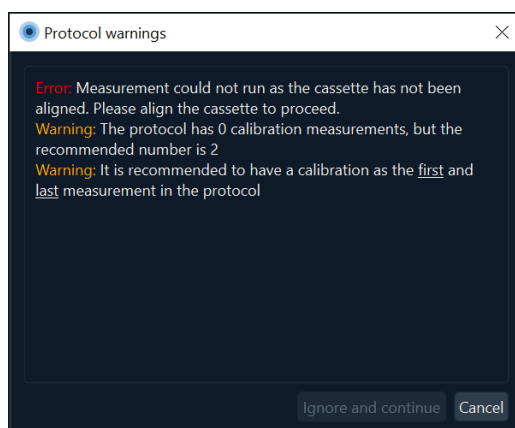 Protocol warnings
Error: Measurement could not run as the cassette has not been
aligned. Please align the cassette to proceed.
Warning: The protocol has 0 calibration measurements, but the
recommended number is 2
Warning: It is recommended to have a calibration as the first and
last measurement in the protocol
Ignore and continue Cancel